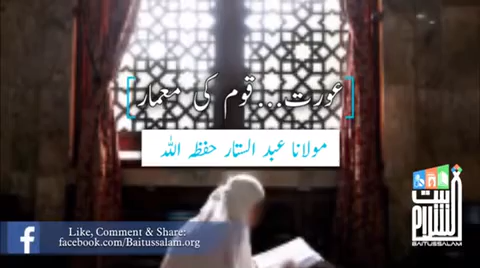 [عورت...قوم کی معمار]
مولانا عبد الستار حفظہ اللہ
بیت السلام
BAITUSSALAM
f
Like, Comment & Share:
facebook.com/Baitussalam.org